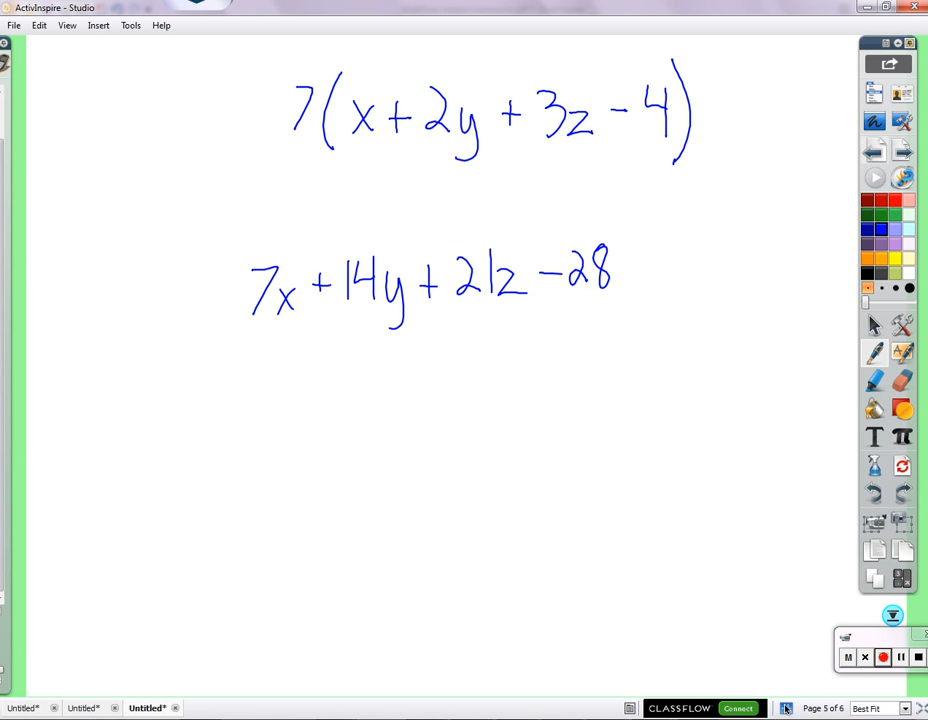 ActivInspire - Studio
File Edit View Insert Tools Help
7(x + 2y + 3z - 4)
7x + 14y + 21z - 28
Untitled* Untitled* Untitled* CLASSFLOW Connect Page 5 of 6 Best Fit